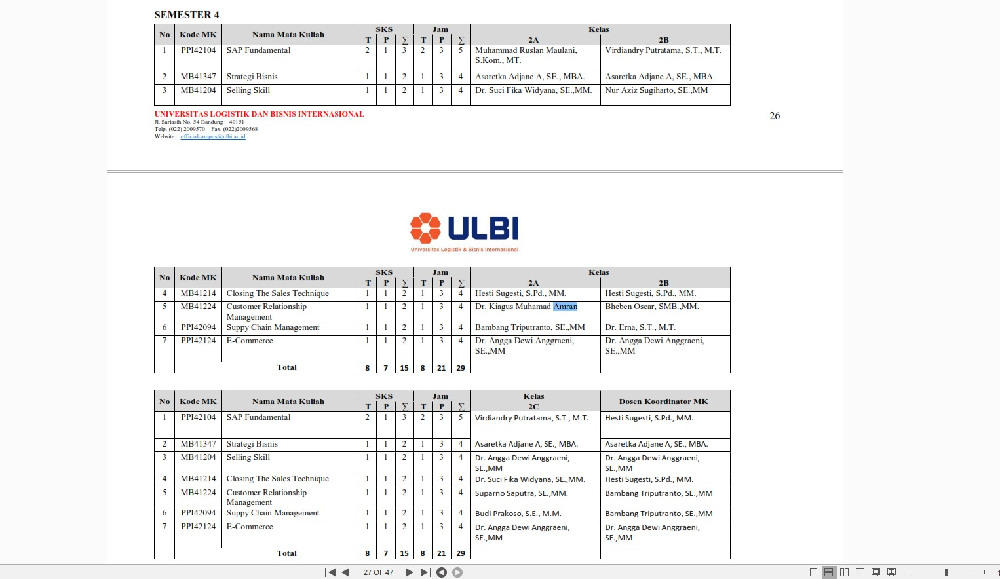 SEMESTER 4
No Kode MK Nama Mata Kuliah SKS Jam Kelas
T P ∑ T P ∑ 2A 2B
1 PPI42104 SAP Fundamental 2 1 3 2 3 5 Muhammad Ruslan Maulani, Virdiandry Putratama, S.T., M.T.
S.Kom., MT.
2 MB41347 Strategi Bisnis 1 1 2 1 3 4 Asaretka Adjane A, SE., MBA. Asaretka Adjane A, SE., MBA.
3 MB41204 Selling Skill 1 1 2 1 3 4 Dr. Suci Fika Widyana, SE.,MM. Nur Aziz Sugiharto, SE.,MM
UNIVERSITAS LOGISTIK DAN BISNIS INTERNASIONAL
Jl. Sariasih No. 54 Bandung – 40151
26
Telp. (022) 2009570 Fax. (022)2009568
Website : officialcampus@ulbi.ac.id
ULBI
Universitas Logistik & Bisnis Internasional
No Kode MK Nama Mata Kuliah SKS Jam Kelas
T P ∑ T P ∑ 2A 2B
4 MB41214 Closing The Sales Technique 1 1 2 1 3 4 Hesti Sugesti, S.Pd., MM. Hesti Sugesti, S.Pd., MM.
5 MB41224 Customer Relationship 1 1 2 1 3 4 Dr. Kiagus Muhamad Amran Bheben Oscar, SMB.,MM.
Management
6 PPI42094 Suppy Chain Management 1 1 2 1 3 4 Bambang Triputranto, SE.,MM Dr. Erna, S.T., M.T.
7 PPI42124 E-Commerce 1 1 2 1 3 4 Dr. Angga Dewi Anggraeni, Dr. Angga Dewi Anggraeni,
SE.,MM SE.,MM
Total 8 7 15 8 21 29
No Kode MK Nama Mata Kuliah SKS Jam Kelas Dosen Koordinator MK
T P ∑ T P ∑ 2C
1 PPI42104 SAP Fundamental 2 1 3 2 3 5 Virdiandry Putratama, S.T., M.T. Hesti Sugesti, S.Pd., MM.
2 MB41347 Strategi Bisnis 1 1 2 1 3 4 Asaretka Adjane A, SE., MBA. Asaretka Adjane A, SE., MBA.
3 MB41204 Selling Skill 1 1 2 1 3 4 Dr. Angga Dewi Anggraeni, Dr. Angga Dewi Anggraeni,
SE.,MM SE.,MM
4 MB41214 Closing The Sales Technique 1 1 2 1 3 4 Dr. Suci Fika Widyana, SE.,MM. Hesti Sugesti, S.Pd., MM.
5 MB41224 Customer Relationship 1 1 2 1 3 4 Suparno Saputra, SE.,MM. Bambang Triputranto, SE.,MM
Management
6 PPI42094 Suppy Chain Management 1 1 2 1 3 4 Budi Prakoso, S.E., M.M. Bambang Triputranto, SE.,MM
7 PPI42124 E-Commerce 1 1 2 1 3 4 Dr. Angga Dewi Anggraeni, Dr. Angga Dewi Anggraeni,
SE.,MM SE.,MM
Total 8 7 15 8 21 29
27 OF 47